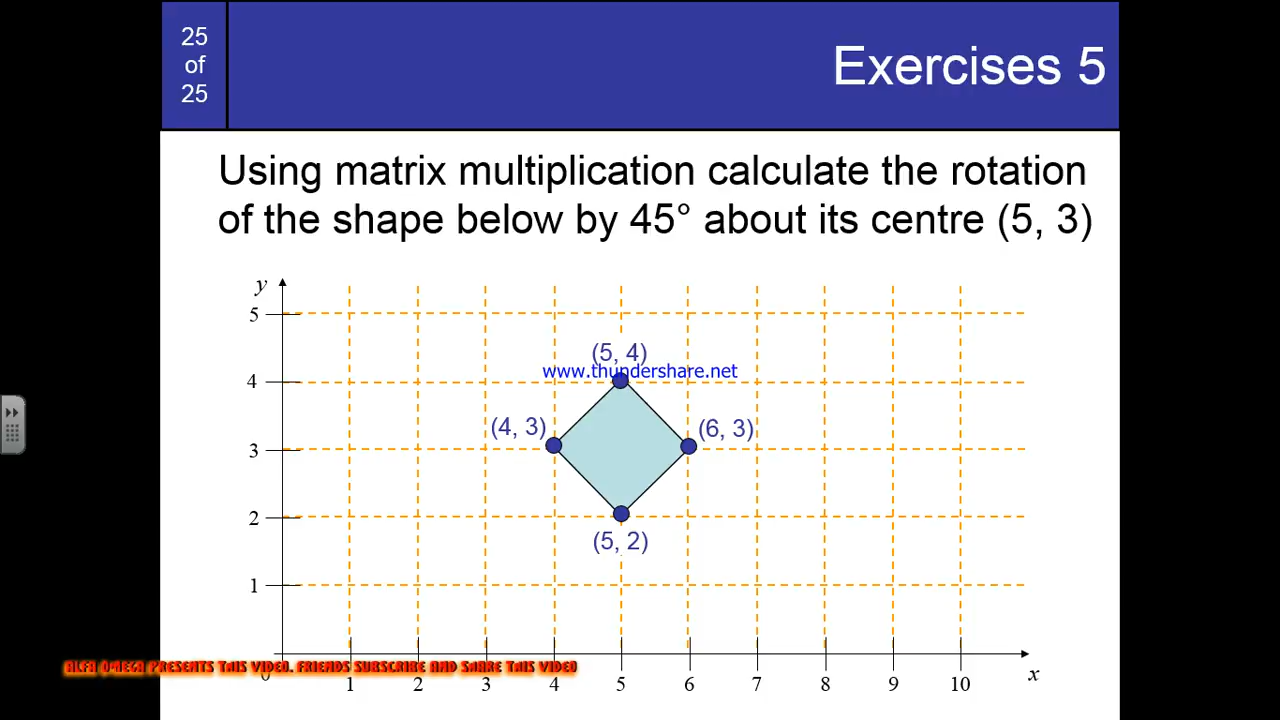 25
of
25
Exercises 5
Using matrix multiplication calculate the rotation
of the shape below by 45° about its centre (5, 3)
y
5
(5, 4)
www.thundershare.net
4
(4, 3)
(6, 3)
3
2
(5, 2)
1
ALFA OMEGA PRESENTS THIS VIDEO. FRIENDS SUBSCRIBE AND SHARE THIS VIDEO
0
1 2 3 4 5 6 7 8 9 10
x